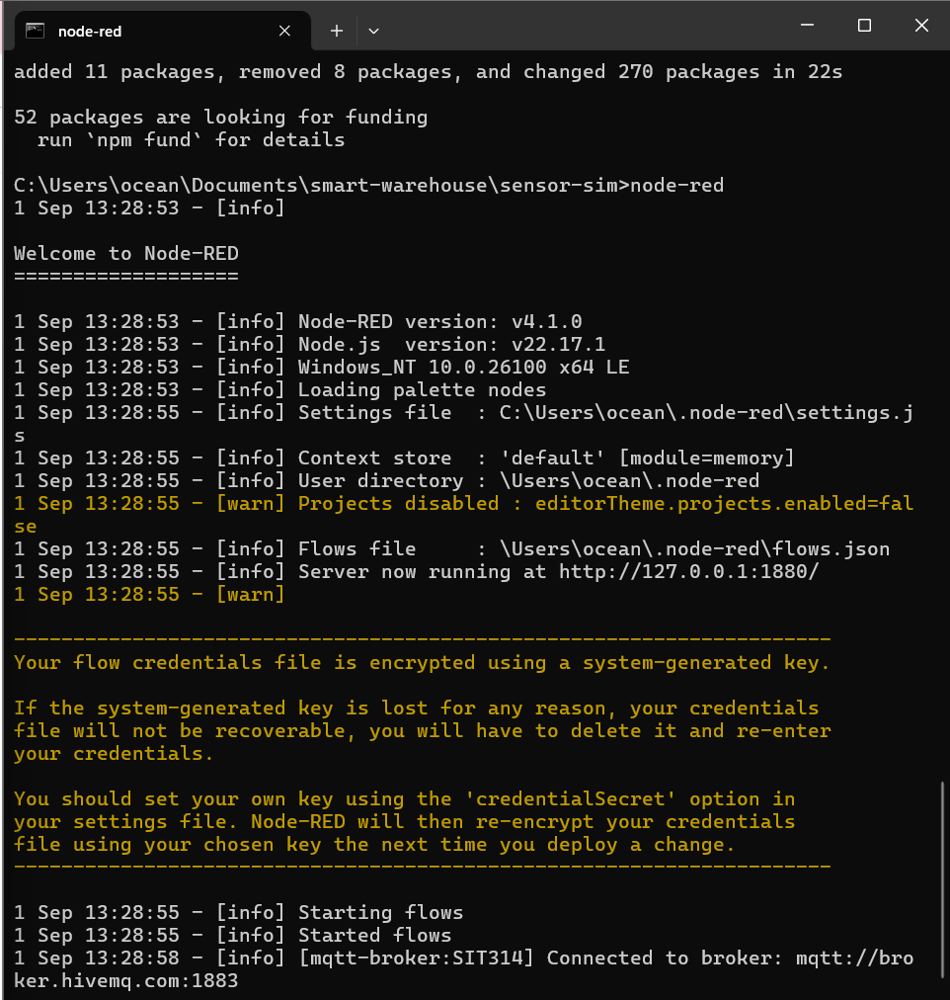 node-red
added 11 packages, removed 8 packages, and changed 270 packages in 22s
52 packages are looking for funding
  run `npm fund` for details
C:\Users\ocean\Documents\smart-warehouse\sensor-sim>node-red
1 Sep 13:28:53 - [info]
Welcome to Node-RED
===================
1 Sep 13:28:53 - [info] Node-RED version: v4.1.0
1 Sep 13:28:53 - [info] Node.js  version: v22.17.1
1 Sep 13:28:53 - [info] Windows_NT 10.0.26100 x64 LE
1 Sep 13:28:53 - [info] Loading palette nodes
1 Sep 13:28:55 - [info] Settings file  : C:\Users\ocean\.node-red\settings.j
s
1 Sep 13:28:55 - [info] Context store  : 'default' [module=memory]
1 Sep 13:28:55 - [info] User directory : \Users\ocean\.node-red
1 Sep 13:28:55 - [warn] Projects disabled : editorTheme.projects.enabled=fal
se
1 Sep 13:28:55 - [info] Flows file     : \Users\ocean\.node-red\flows.json
1 Sep 13:28:55 - [info] Server now running at http://127.0.0.1:1880/
1 Sep 13:28:55 - [warn]
---------------------------------------------------------------------
Your flow credentials file is encrypted using a system-generated key.
If the system-generated key is lost for any reason, your credentials
file will not be recoverable, you will have to delete it and re-enter
your credentials.
You should set your own key using the 'credentialSecret' option in
your settings file. Node-RED will then re-encrypt your credentials
file using your chosen key the next time you deploy a change.
---------------------------------------------------------------------
1 Sep 13:28:55 - [info] Starting flows
1 Sep 13:28:55 - [info] Started flows
1 Sep 13:28:58 - [info] [mqtt-broker:SIT314] Connected to broker: mqtt://bro
ker.hivemq.com:1883